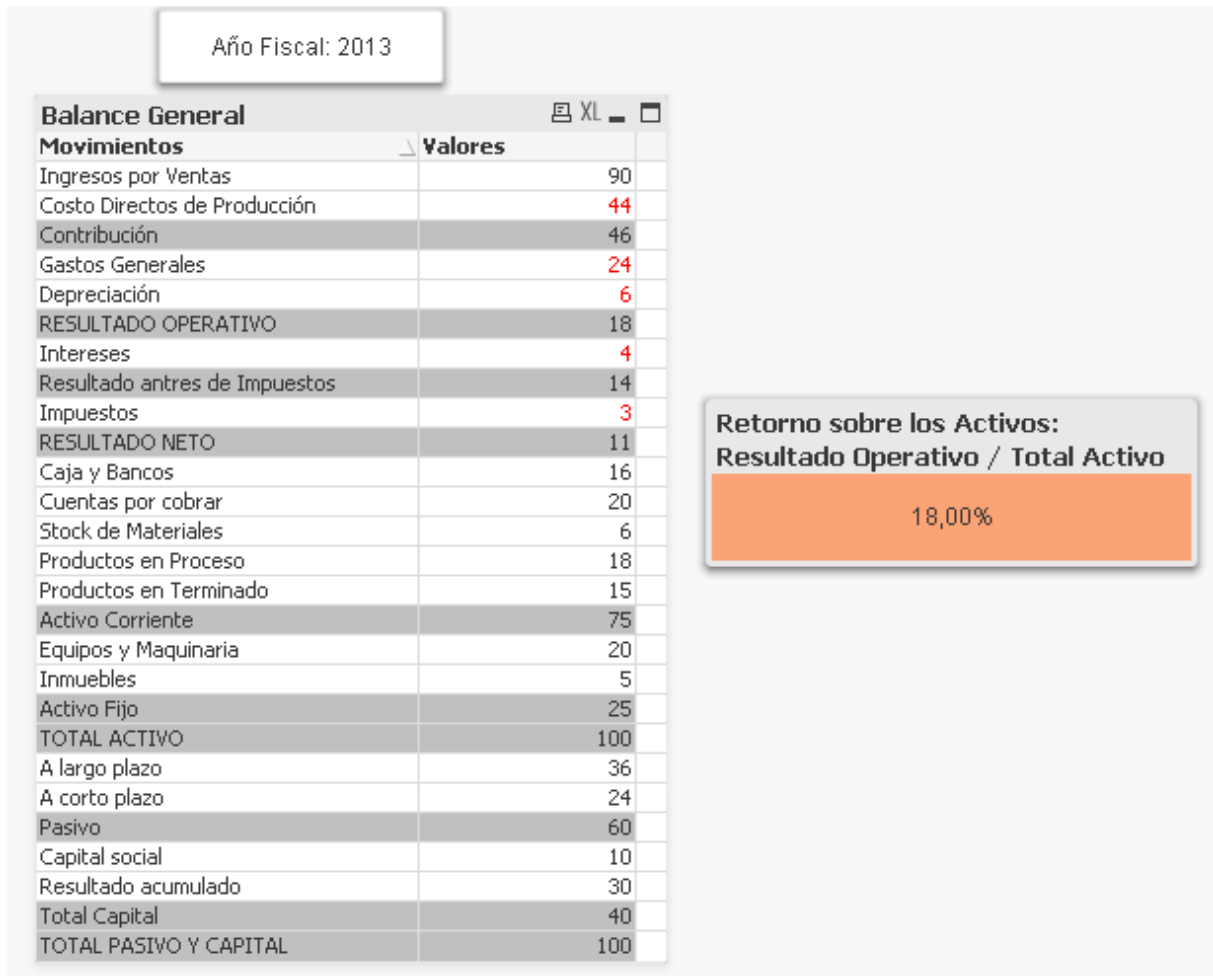 Año Fiscal: 2013
Balance General XL
Movimientos Valores
Ingresos por Ventas 90
Costo Directos de Producción 44
Contribución 46
Gastos Generales 24
Depreciación 6
RESULTADO OPERATIVO 18
Intereses 4
Resultado antres de Impuestos 14
Impuestos 3
RESULTADO NETO 11
Caja y Bancos 16
Cuentas por cobrar 20
Stock de Materiales 6
Productos en Proceso 18
Productos en Terminado 15
Activo Corriente 75
Equipos y Maquinaria 20
Inmuebles 5
Activo Fijo 25
TOTAL ACTIVO 100
A largo plazo 36
A corto plazo 24
Pasivo 60
Capital social 10
Resultado acumulado 30
Total Capital 40
TOTAL PASIVO Y CAPITAL 100
Retorno sobre los Activos:
Resultado Operativo / Total Activo
18,00%